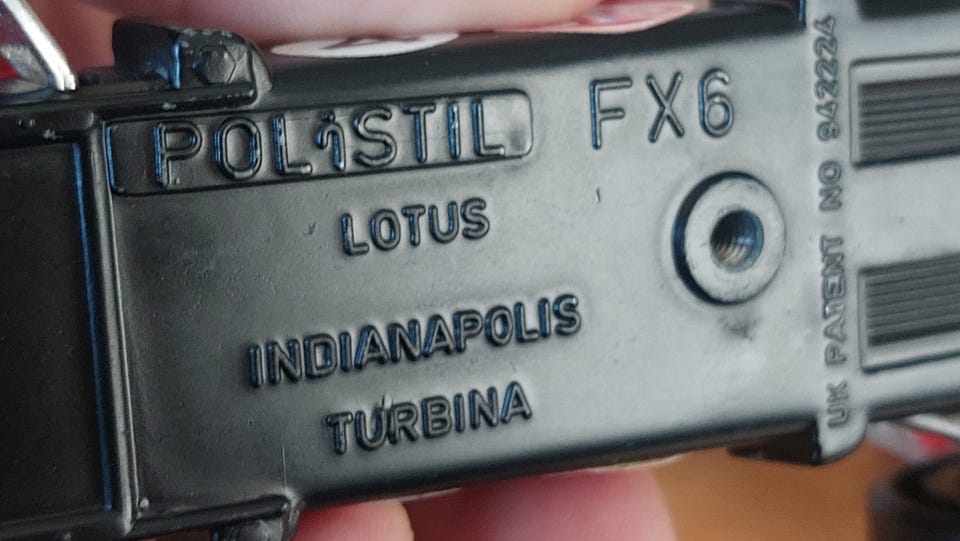 POLiSTIL FX6
LOTUS
INDIANAPOLIS
TURBINA
UK PATENT NO 942224